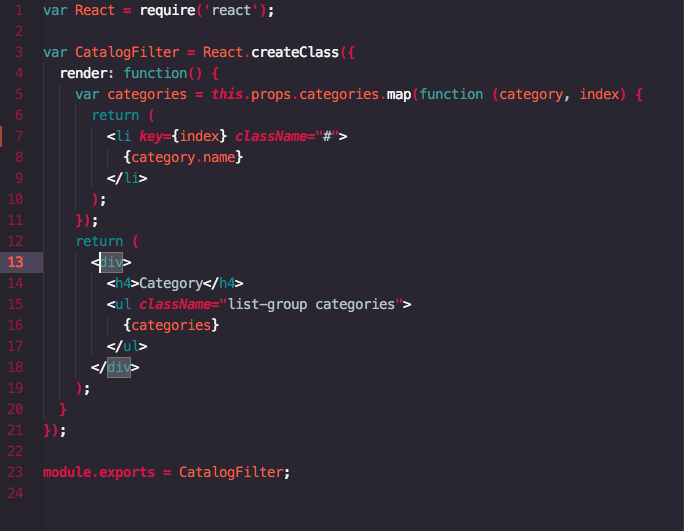 1 var React = require('react');
2
3 var CatalogFilter = React.createClass({
4   render: function() {
5     var categories = this.props.categories.map(function (category, index) {
6       return (
7         <li key={index} className="#">
8           {category.name}
9         </li>
10       );
11     });
12     return (
13       <div>
14         <h4>Category</h4>
15         <ul className="list-group categories">
16           {categories}
17         </ul>
18       </div>
19     );
20   }
21 });
22
23 module.exports = CatalogFilter;
24